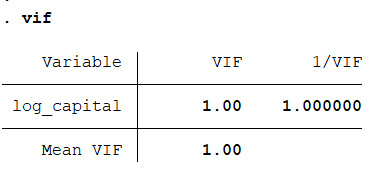 . vif
Variable VIF 1/VIF
log_capital 1.00 1.000000
Mean VIF 1.00